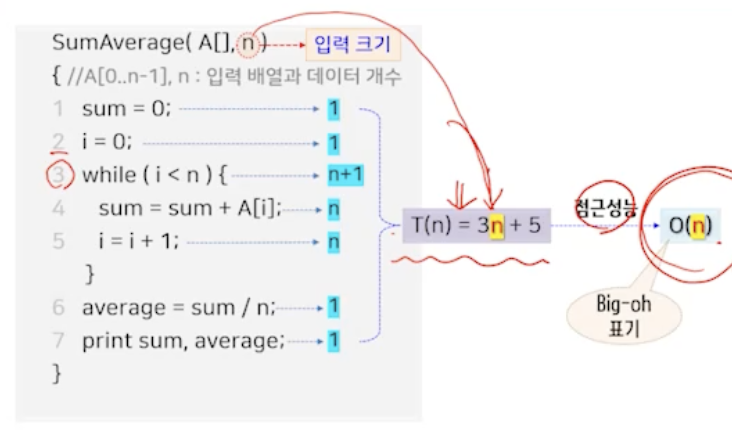 SumAverage( A[], n )
입력 크기
{ //A[0..n-1], n : 입력 배열과 데이터 개수
1 sum = 0; 1
2 i = 0; 1
3 while ( i < n ) { n+1
4 sum = sum + A[i]; n
5 i = i + 1; n
}
6 average = sum / n; 1
7 print sum, average; 1
}
T(n) = 3n + 5
점근성능
O(n)
Big-oh
표기